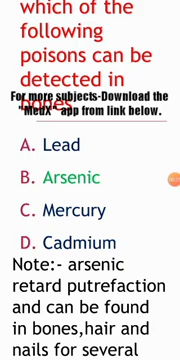 which of the
following
poisons can be
detected in
bones
For more subjects-Download the
"MedX" app from link below.
A. Lead
B. Arsenic
C. Mercury
D. Cadmium
Note:- arsenic
retard putrefaction
and can be found
in bones,hair and
nails for several